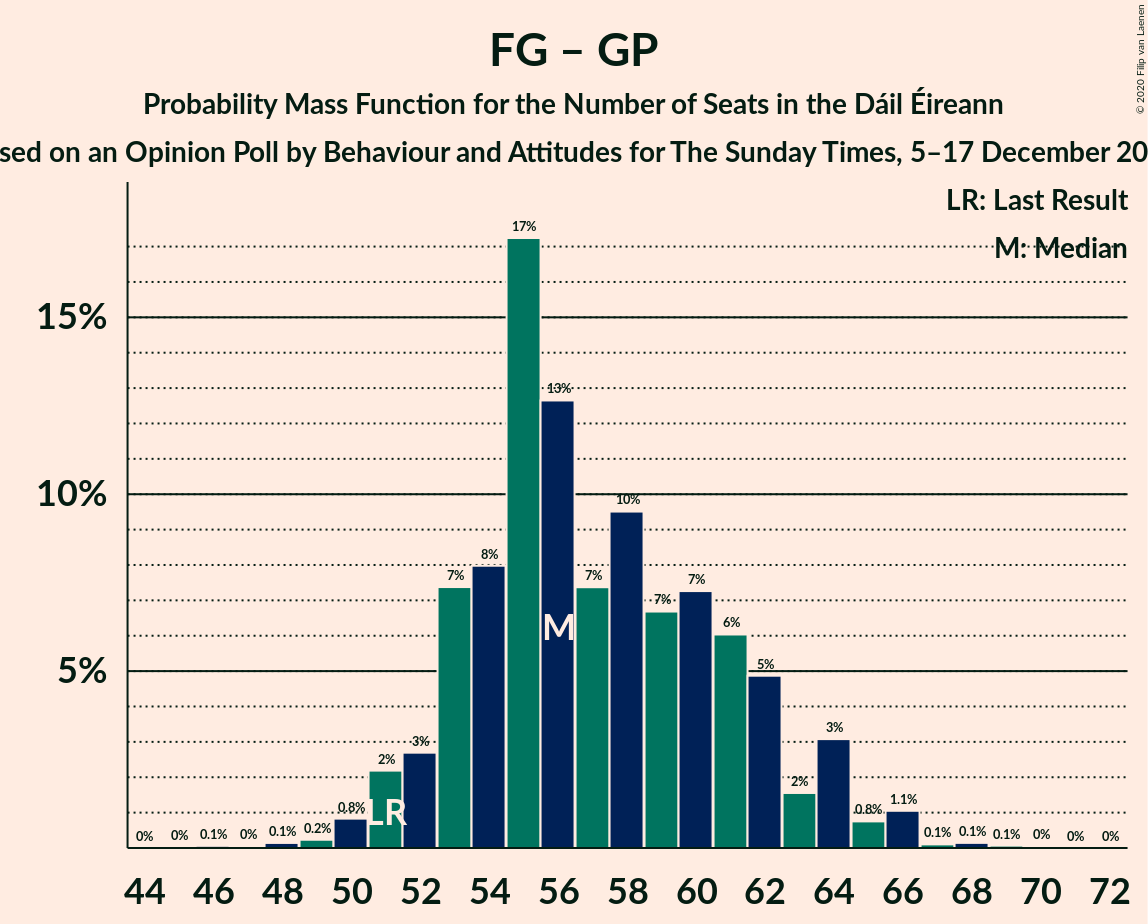 FG – GP
Probability Mass Function for the Number of Seats in the Dáil Éireann
sed on an Opinion Poll by Behaviour and Attitudes for The Sunday Times, 5–17 December 20
© 2020 Filip van Laenen
LR: Last Result
M: Median
15%
10%
5%
0% 0% 0.1% 0% 0.1% 0.2% 0.8% 2% 3% 7% 8% 17% 13% 7% 10% 7% 7% 6% 5% 2% 3% 0.8% 1.1% 0.1% 0.1% 0.1% 0% 0% 0%
LR
M
44 46 48 50 52 54 56 58 60 62 64 66 68 70 72